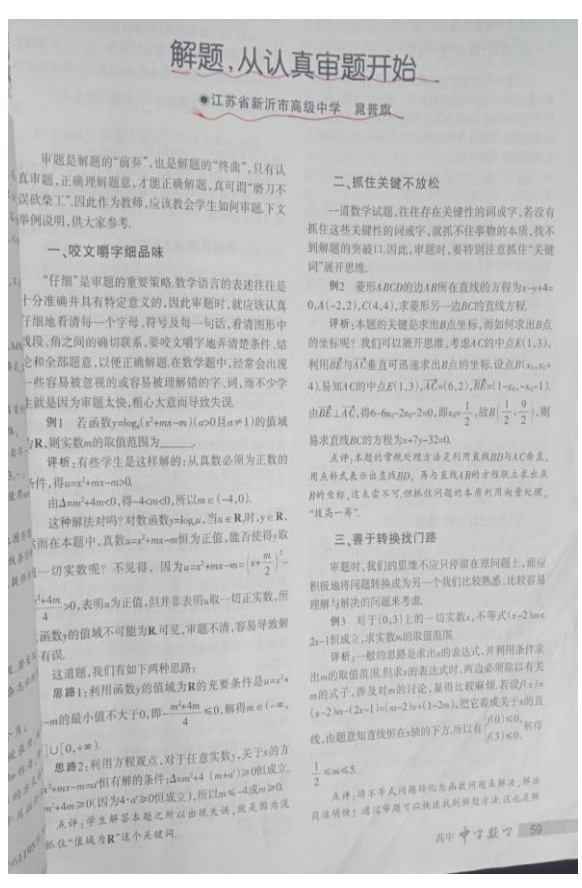 解题,从认真审题开始
●江苏省新沂市高级中学 晁普旗
审题是解题的“前奏”,也是解题的“终曲”,只有认
真审题,正确理解题意,才能正确解题,真可谓“磨刀不
误砍柴工”.因此作为教师,应该教会学生如何审题.下文
举例说明,供大家参考.
一、咬文嚼字细品味
“仔细”是审题的重要策略.数学语言的表述往往是
十分准确并具有特定意义的,因此审题时,就应该认真
仔细地看清每一个字母,符号及每一句话,看清图形中
线段、角之间的确切联系,要咬文嚼字地弄清楚条件、结
论和全部题意,以便正确解题.在数学题中,经常会出现
一些容易被忽视的或容易被理解错的字、词,而不少学
生就是因为审题太快,粗心大意而导致失误.
例1 若函数y=logₐ(x²+mx-m)(a>0且a≠1)的值域
为R,则实数m的取值范围为______.
评析:有些学生是这样解的:从真数必须为正数的
条件,得u=x²+mx-m>0.
由Δ=m²+4m<0,得-4<m<0,所以m∈(-4,0).
这种解法对吗?对数函数y=logₐu,当u∈R时,y∈R,
然而在本题中,真数u=x²+mx-m恒为正值,能否使得y取
一切实数呢? 不见得, 因为u=x²+mx-m=(x+m/2)²-
(m²+4m)/4>0,表明u为正值,但并非表明u取一切正实数,所
函数y的值域不可能为R.可见,审题不清,容易导致解
有误.
这道题,我们有如下两种思路:
思路1:利用函数y的值域为R的充要条件是u=x²+
-m的最小值不大于0,即-(m²+4m)/4≤0,解得m∈(-∞,
]∪[0,+∞).
思路2:利用方程观点,对于任意实数y,关于x的方
x²+mx-m=aʸ恒有解的条件:Δ=m²+4(m+aʸ)≥0恒成立,
m²+4m≥0(因为4·aʸ≥0恒成立),所以m≤-4或m≥0.
点评:学生解答本题之所以出现失误,就是因为没
抓住“值域为R”这个关键词.
二、抓住关键不放松
一道数学试题,往往存在关键性的词或字,若没有
抓住这些关键性的词或字,就抓不住事物的本质,找不
到解题的突破口.因此,审题时,要特别注意抓住“关键
词”展开思维.
例2 菱形ABCD的边AB所在直线的方程为x-y+4=
0,A(-2,2),C(4,4),求菱形另一边BC的直线方程.
评析:本题的关键是求出B点坐标,而如何求出B点
的坐标呢? 我们可以展开思维,考虑AC的中点E(1,3),
利用BE与AC垂直可迅速求出B点的坐标.设点B(x₀,x₀+
4).易知AC的中点E(1,3),AC=(6,2),BE=(1-x₀,-x₀-1).
由BE⊥AC,得6-6x₀-2x₀-2=0,即x₀=1/2,故B(1/2,9/2),则
易求直线BC的方程为x+7y-32=0.
点评:本题的常规处理方法是利用直线BD与AC垂直,
用点斜式表示出直线BD, 再与直线AB的方程联立求出点
B的坐标,这未尝不可.但抓住问题的本质利用向量处理,
“技高一筹”.
三、善于转换找门路
审题时,我们的思维不应只停留在原问题上,而应
积极地将问题转换成为另一个我们比较熟悉、比较容易
理解与解决的问题来考虑.
例3 对于(0,3]上的一切实数x,不等式(x-2)m<
2x-1恒成立,求实数m的取值范围.
评析:一般的思路是求出x的表达式,并利用条件求
出m的取值范围.但求x的表达式时,两边必须除以有关
m的式子,涉及对m的讨论,显得比较麻烦.若设f(x)=
(x-2)m-(2x-1)=(m-2)x+(1-2m),把它看成关于x的直
线,由题意知直线恒在x轴的下方.所以有{f(0)≤0, f(3)≤0.解得
1/2≤m≤5.
点评:将不等式问题转化为函数问题来解决,解法
简洁明快! 通过审题可以快速找到解题方法.这也是解
高中 中学数学 59